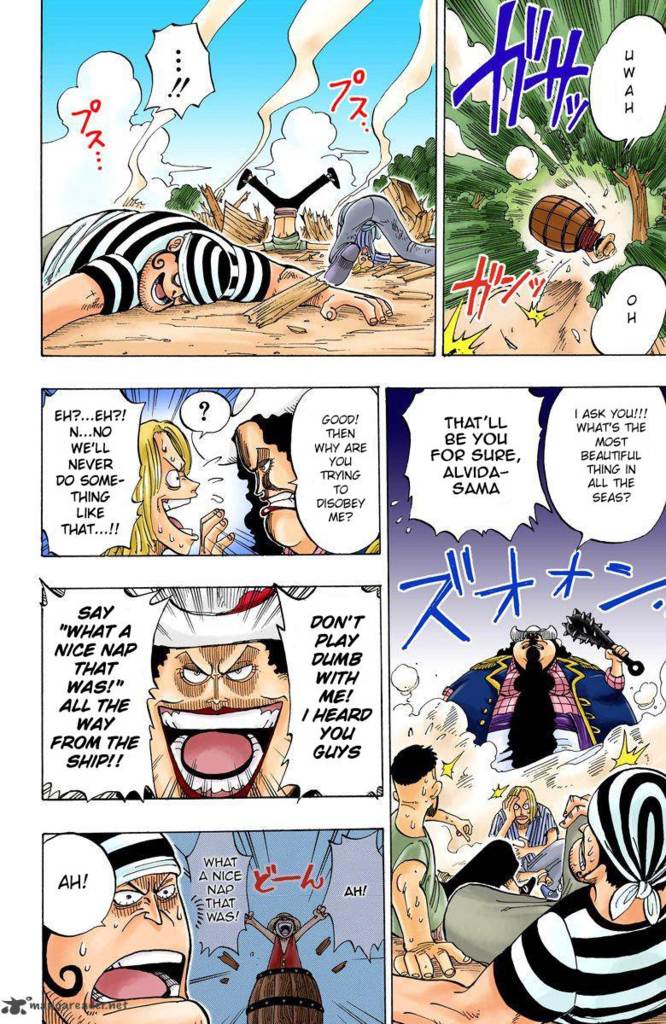 UWAH
ガサッ
OH
ガーンッ
...!!
プス...
プス...
I ASK YOU!!!
WHAT'S THE
MOST
BEAUTIFUL
THING IN
ALL THE
SEAS?
THAT'LL
BE YOU
FOR SURE,
ALVIDA-
SAMA
ズオオオン
GOOD!
THEN
WHY ARE
YOU
TRYING
TO
DISOBEY
ME?
?
EH?...EH?!
N...NO
WE'LL
NEVER
DO SOME-
THING
LIKE
THAT...!!
DON'T
PLAY
DUMB
WITH
ME!
I HEARD
YOU
GUYS
SAY
"WHAT A
NICE NAP
THAT
WAS!"
ALL THE
WAY
FROM THE
SHIP!!
AH!
どーん
WHAT
A NICE
NAP
THAT
WAS!
AH!
mangareader.net